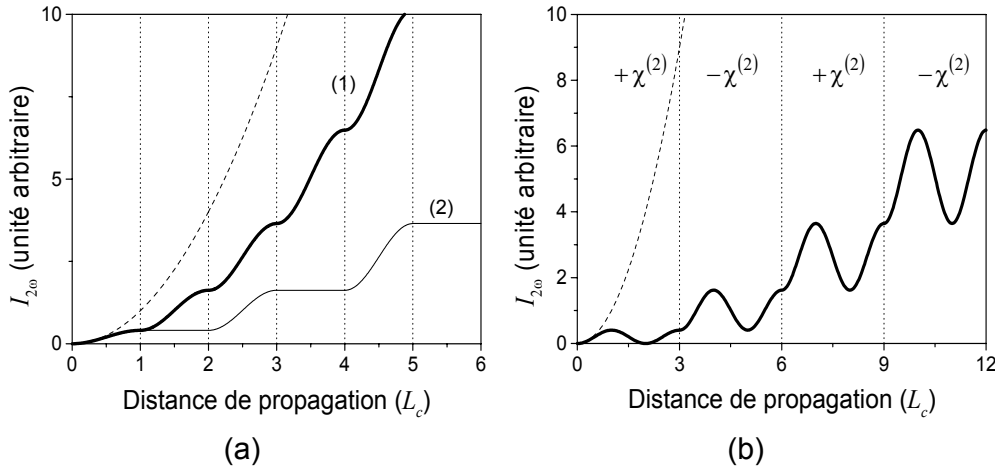 10
5
0
I2ω (unité arbitraire)
(1)
(2)
0 1 2 3 4 5 6
Distance de propagation (Lc)
(a)
10
8
6
4
2
0
I2ω (unité arbitraire)
+χ(2) −χ(2) +χ(2) −χ(2)
0 3 6 9 12
Distance de propagation (Lc)
(b)